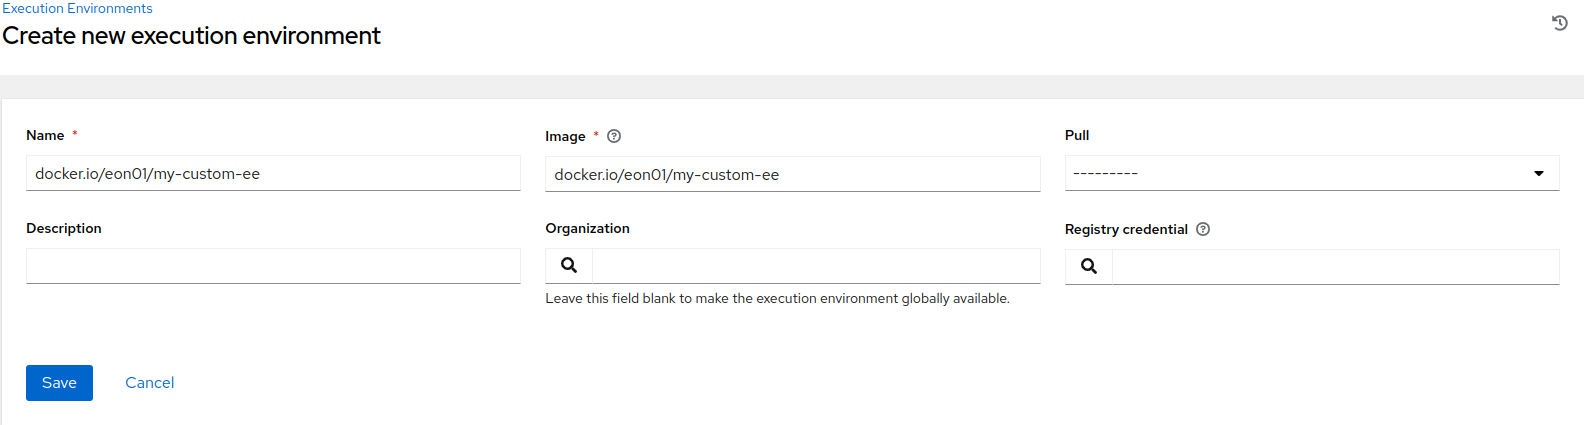 Execution Environments
Create new execution environment
Name *
Image *
Pull
docker.io/eon01/my-custom-ee
docker.io/eon01/my-custom-ee
---------
Description
Organization
Registry credential
Leave this field blank to make the execution environment globally available.
Save
Cancel